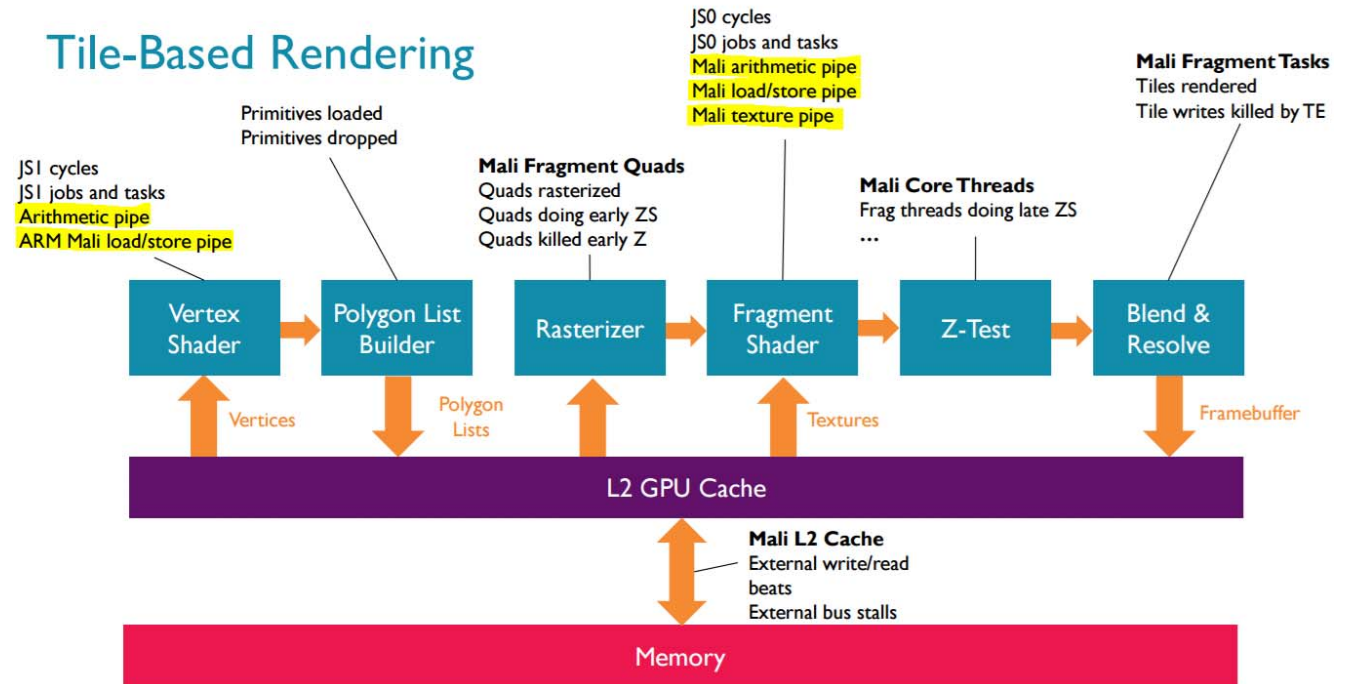 Tile-Based Rendering
JS1 cycles
JS1 jobs and tasks
Arithmetic pipe
ARM Mali load/store pipe
Primitives loaded
Primitives dropped
Mali Fragment Quads
Quads rasterized
Quads doing early ZS
Quads killed early Z
JS0 cycles
JS0 jobs and tasks
Mali arithmetic pipe
Mali load/store pipe
Mali texture pipe
Mali Core Threads
Frag threads doing late ZS
...
Mali Fragment Tasks
Tiles rendered
Tile writes killed by TE
Vertex
Shader
Polygon List
Builder
Rasterizer
Fragment
Shader
Z-Test
Blend &
Resolve
Vertices
Polygon
Lists
Textures
Framebuffer
L2 GPU Cache
Mali L2 Cache
External write/read
beats
External bus stalls
Memory